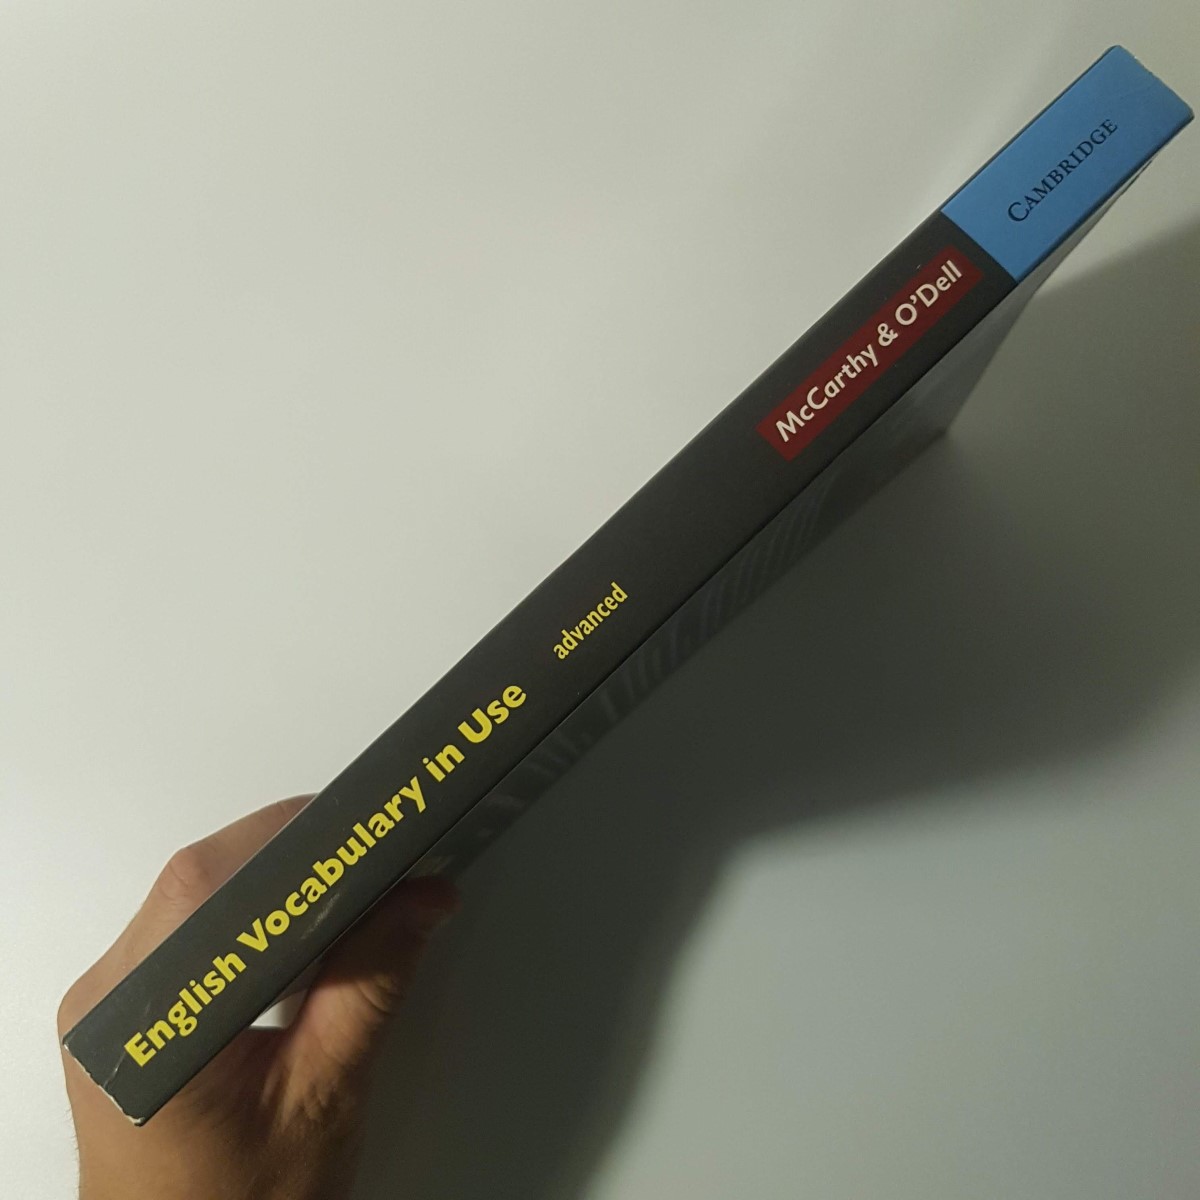 English Vocabulary in Use
advanced
McCarthy & O'Dell
CAMBRIDGE